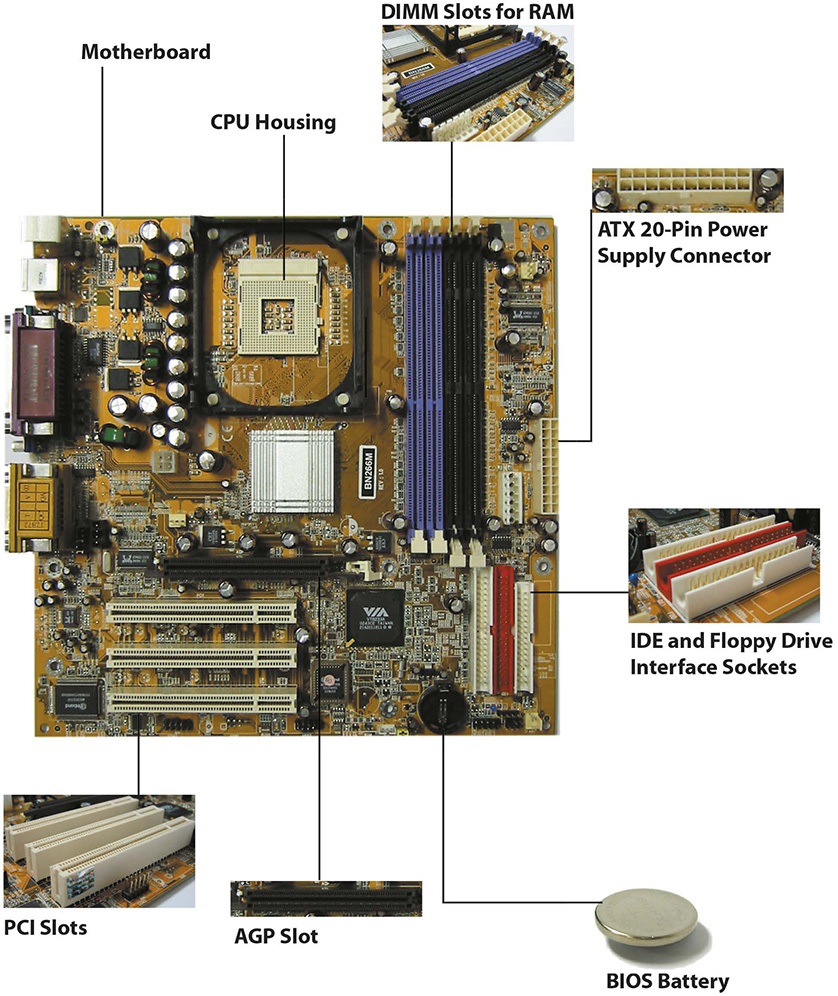 DIMM Slots for RAM
Motherboard
CPU Housing
ATX 20-Pin Power
Supply Connector
BN266M
REV : 1.0
VIA
IDE and Floppy Drive
Interface Sockets
PCI Slots
AGP Slot
BIOS Battery